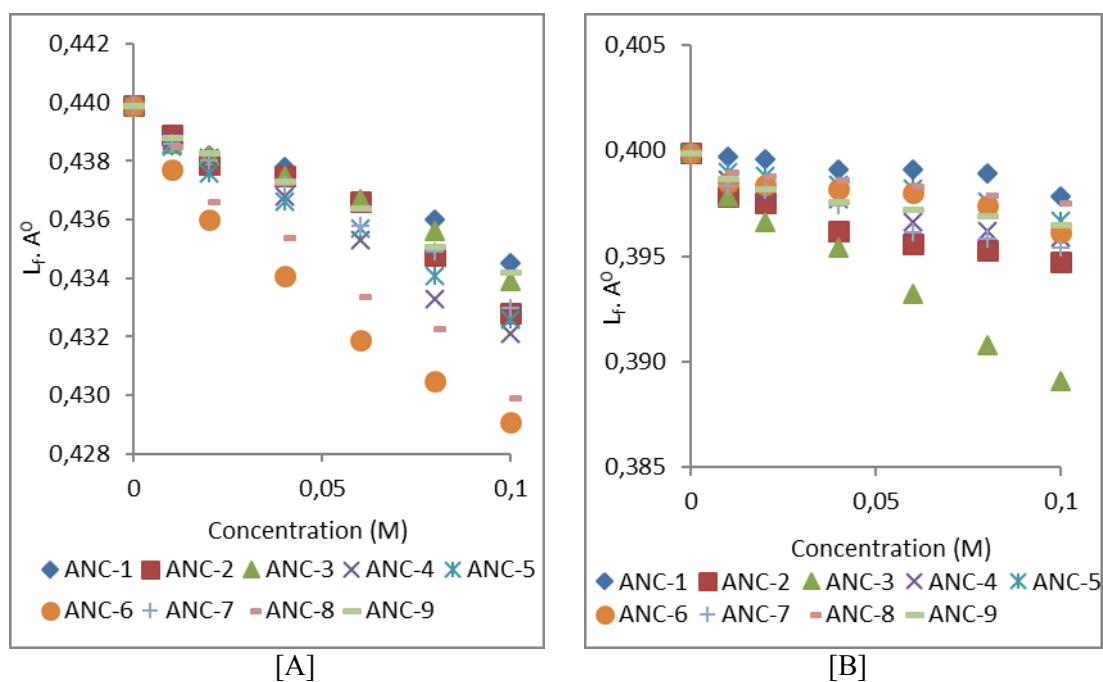 0,442
0,440
0,438
0,436
0,434
0,432
0,430
0,428
L_f. A⁰
0 0,05 0,1
Concentration (M)
ANC-1 ANC-2 ANC-3 ANC-4 ANC-5
ANC-6 ANC-7 ANC-8 ANC-9
[A]
0,405
0,400
0,395
0,390
0,385
L_f. A⁰
0 0,05 0,1
Concentration (M)
ANC-1 ANC-2 ANC-3 ANC-4 ANC-5
ANC-6 ANC-7 ANC-8 ANC-9
[B]